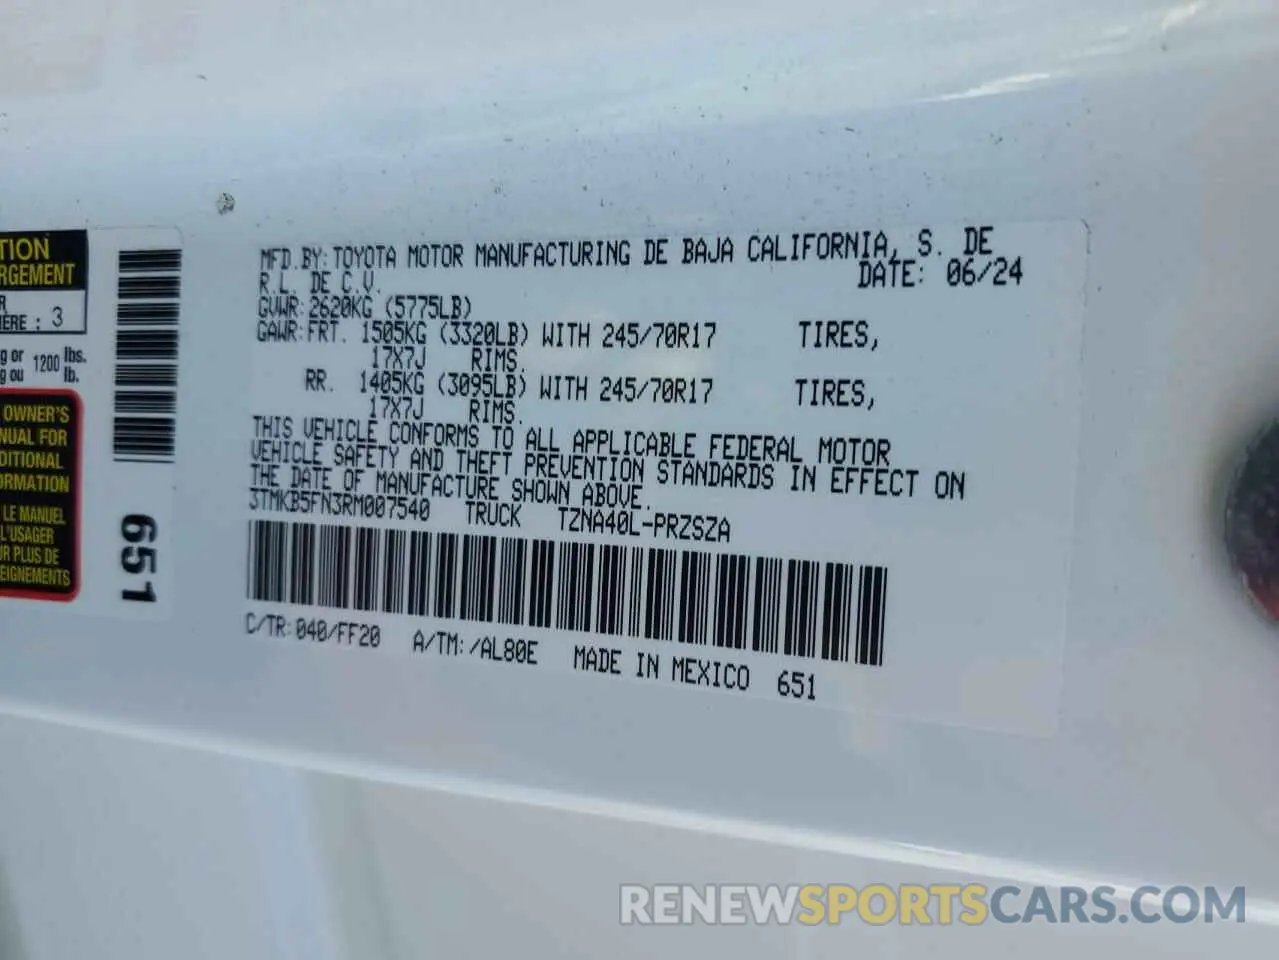 TION
RGEMENT
R
IERE : 3
g or 1200 lbs.
g ou lb.
OWNER'S
NUAL FOR
DITIONAL
ORMATION
LE MANUEL
L'USAGER
UR PLUS DE
EIGNEMENTS
651
MFD.BY:TOYOTA MOTOR MANUFACTURING DE BAJA CALIFORNIA, S. DE
R.L. DE C.V. DATE: 06/24
GVWR:2620KG (5775LB)
GAWR:FRT. 1505KG (3320LB) WITH 245/70R17 TIRES,
17X7J RIMS.
RR. 1405KG (3095LB) WITH 245/70R17 TIRES,
17X7J RIMS.
THIS VEHICLE CONFORMS TO ALL APPLICABLE FEDERAL MOTOR
VEHICLE SAFETY AND THEFT PREVENTION STANDARDS IN EFFECT ON
THE DATE OF MANUFACTURE SHOWN ABOVE.
3TMKB5FN3RM007540 TRUCK TZNA40L-PRZSZA
C/TR:040/FF20 A/TM:/AL80E MADE IN MEXICO 651
RENEWSPORTSCARS.COM